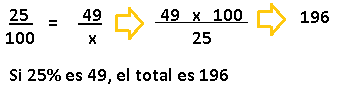 25/100 = 49/x 49 x 100/25 196
Si 25% es 49, el total es 196